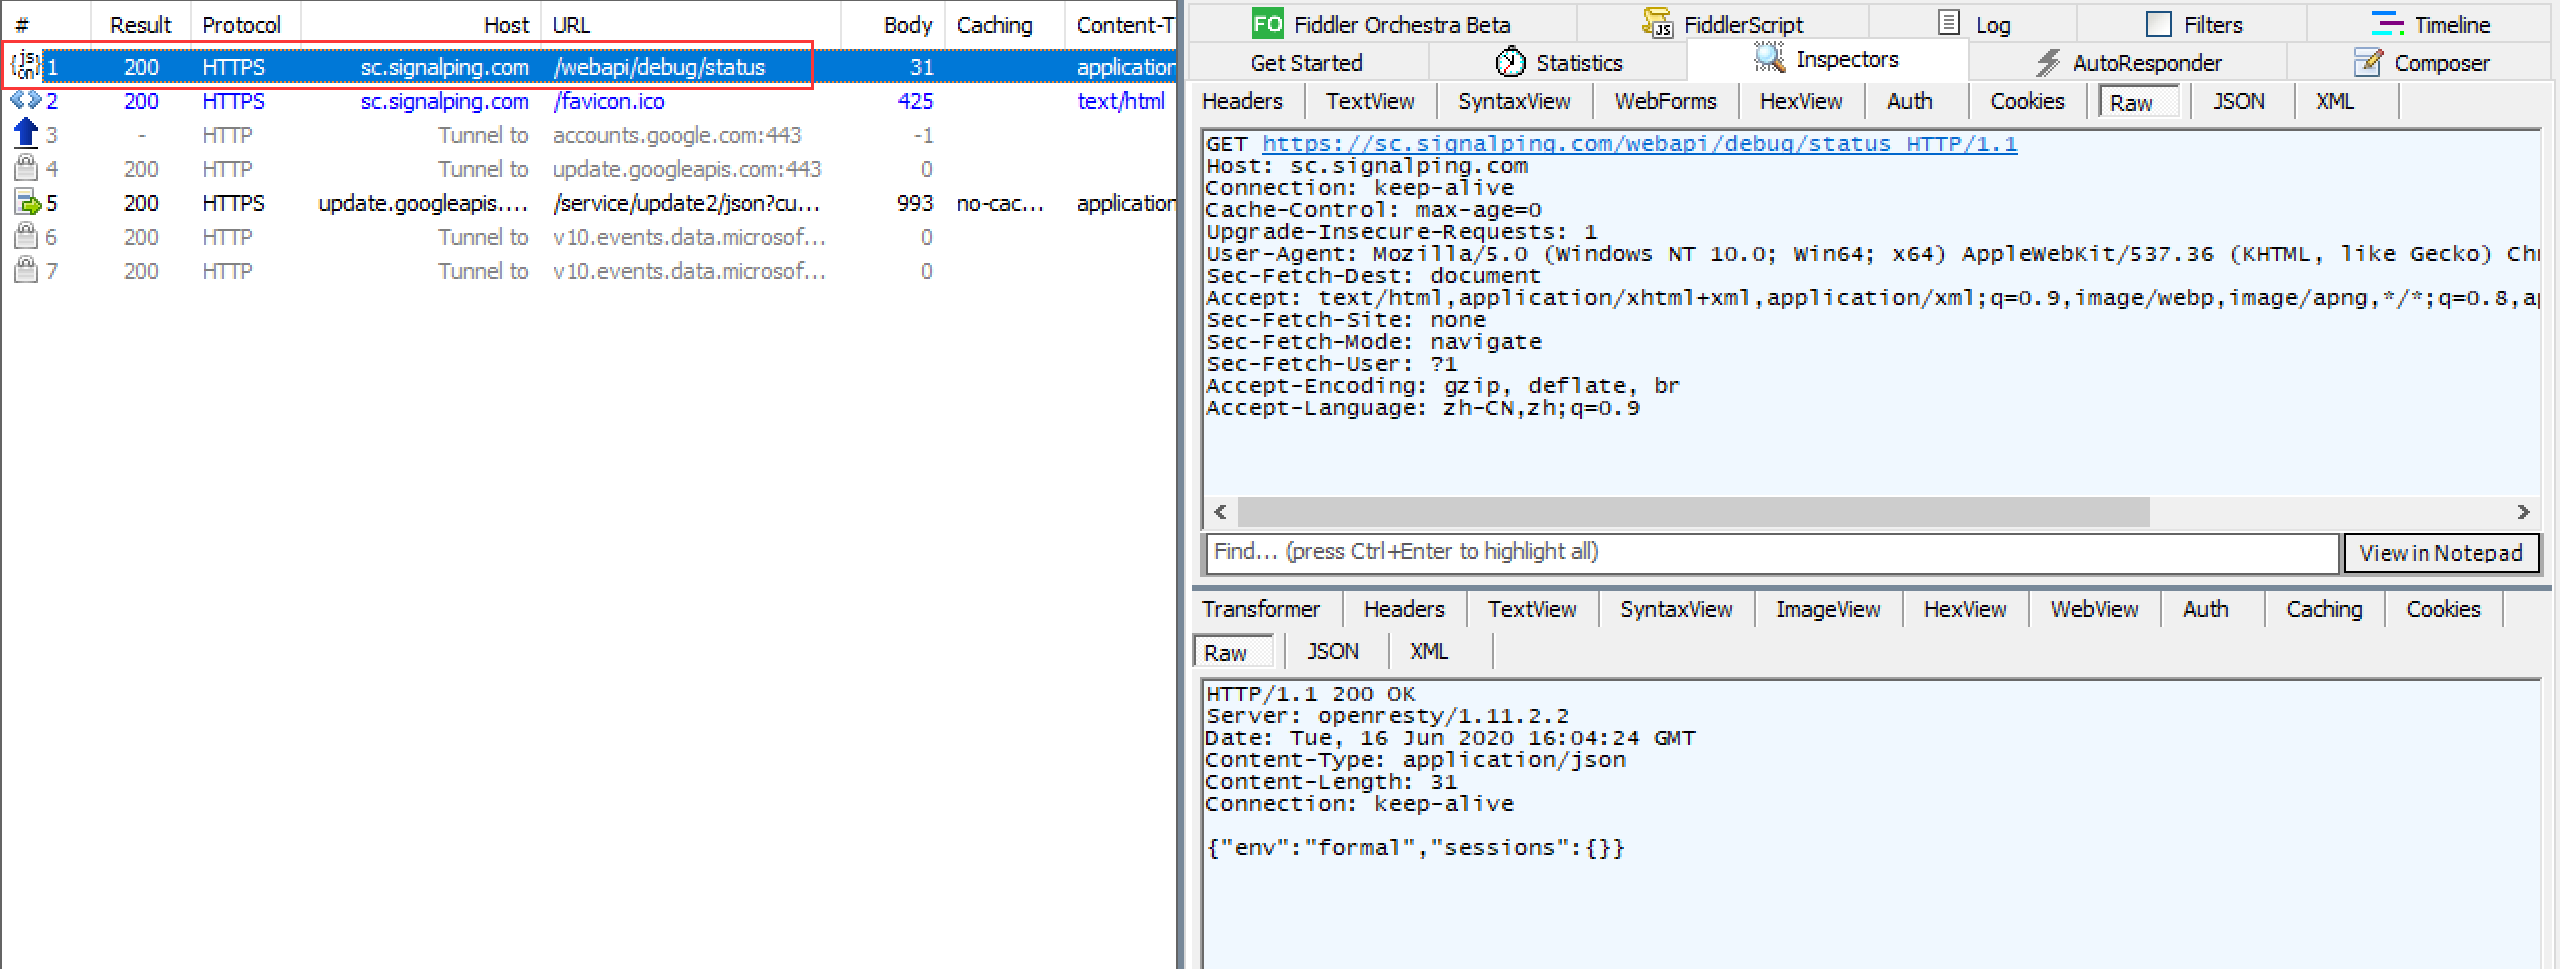 # Result Protocol Host URL Body Caching Content-T
{js on} 1 200 HTTPS sc.signalping.com /webapi/debug/status 31 application
2 200 HTTPS sc.signalping.com /favicon.ico 425 text/html
3 - HTTP Tunnel to accounts.google.com:443 -1
4 200 HTTP Tunnel to update.googleapis.com:443 0
5 200 HTTPS update.googleapis.... /service/update2/json?cu... 993 no-cac... application
6 200 HTTP Tunnel to v10.events.data.microsof... 0
7 200 HTTP Tunnel to v10.events.data.microsof... 0
FO Fiddler Orchestra Beta JS FiddlerScript Log Filters Timeline
Get Started Statistics Inspectors AutoResponder Composer
Headers TextView SyntaxView WebForms HexView Auth Cookies Raw JSON XML
GET https://sc.signalping.com/webapi/debug/status HTTP/1.1
Host: sc.signalping.com
Connection: keep-alive
Cache-Control: max-age=0
Upgrade-Insecure-Requests: 1
User-Agent: Mozilla/5.0 (Windows NT 10.0; Win64; x64) AppleWebKit/537.36 (KHTML, like Gecko) Chr
Sec-Fetch-Dest: document
Accept: text/html,application/xhtml+xml,application/xml;q=0.9,image/webp,image/apng,*/*;q=0.8,ap
Sec-Fetch-Site: none
Sec-Fetch-Mode: navigate
Sec-Fetch-User: ?1
Accept-Encoding: gzip, deflate, br
Accept-Language: zh-CN,zh;q=0.9
Find... (press Ctrl+Enter to highlight all) View in Notepad
Transformer Headers TextView SyntaxView ImageView HexView WebView Auth Caching Cookies
Raw JSON XML
HTTP/1.1 200 OK
Server: openresty/1.11.2.2
Date: Tue, 16 Jun 2020 16:04:24 GMT
Content-Type: application/json
Content-Length: 31
Connection: keep-alive
{"env":"formal","sessions":{}}